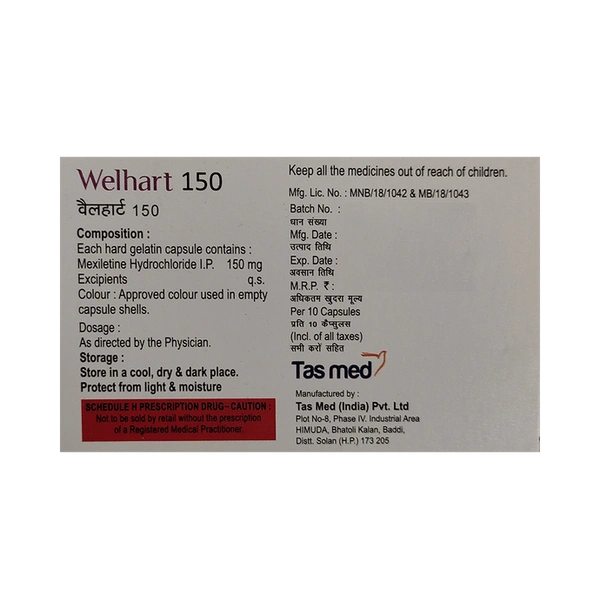 Welhart 150
वैलहार्ट 150
Composition :
Each hard gelatin capsule contains :
Mexiletine Hydrochloride I.P. 150 mg
Excipients q.s.
Colour : Approved colour used in empty
capsule shells.
Dosage :
As directed by the Physician.
Storage :
Store in a cool, dry & dark place.
Protect from light & moisture
SCHEDULE H PRESCRIPTION DRUG–CAUTION :
Not to be sold by retail without the prescription
of a Registered Medical Practitioner.
Keep all the medicines out of reach of children.
Mfg. Lic. No. : MNB/18/1042 & MB/18/1043
Batch No. :
धान संख्या
Mfg. Date :
उत्पाद तिथि
Exp. Date :
अवसान तिथि
M.R.P. ₹ :
अधिकतम खुदरा मूल्य
Per 10 Capsules
प्रति 10 कैप्सुलस
(Incl. of all taxes)
सभी करों सहित
Tas med
Manufactured by :
Tas Med (India) Pvt. Ltd
Plot No-8, Phase IV. Industrial Area
HIMUDA, Bhatoli Kalan, Baddi,
Distt. Solan (H.P.) 173 205